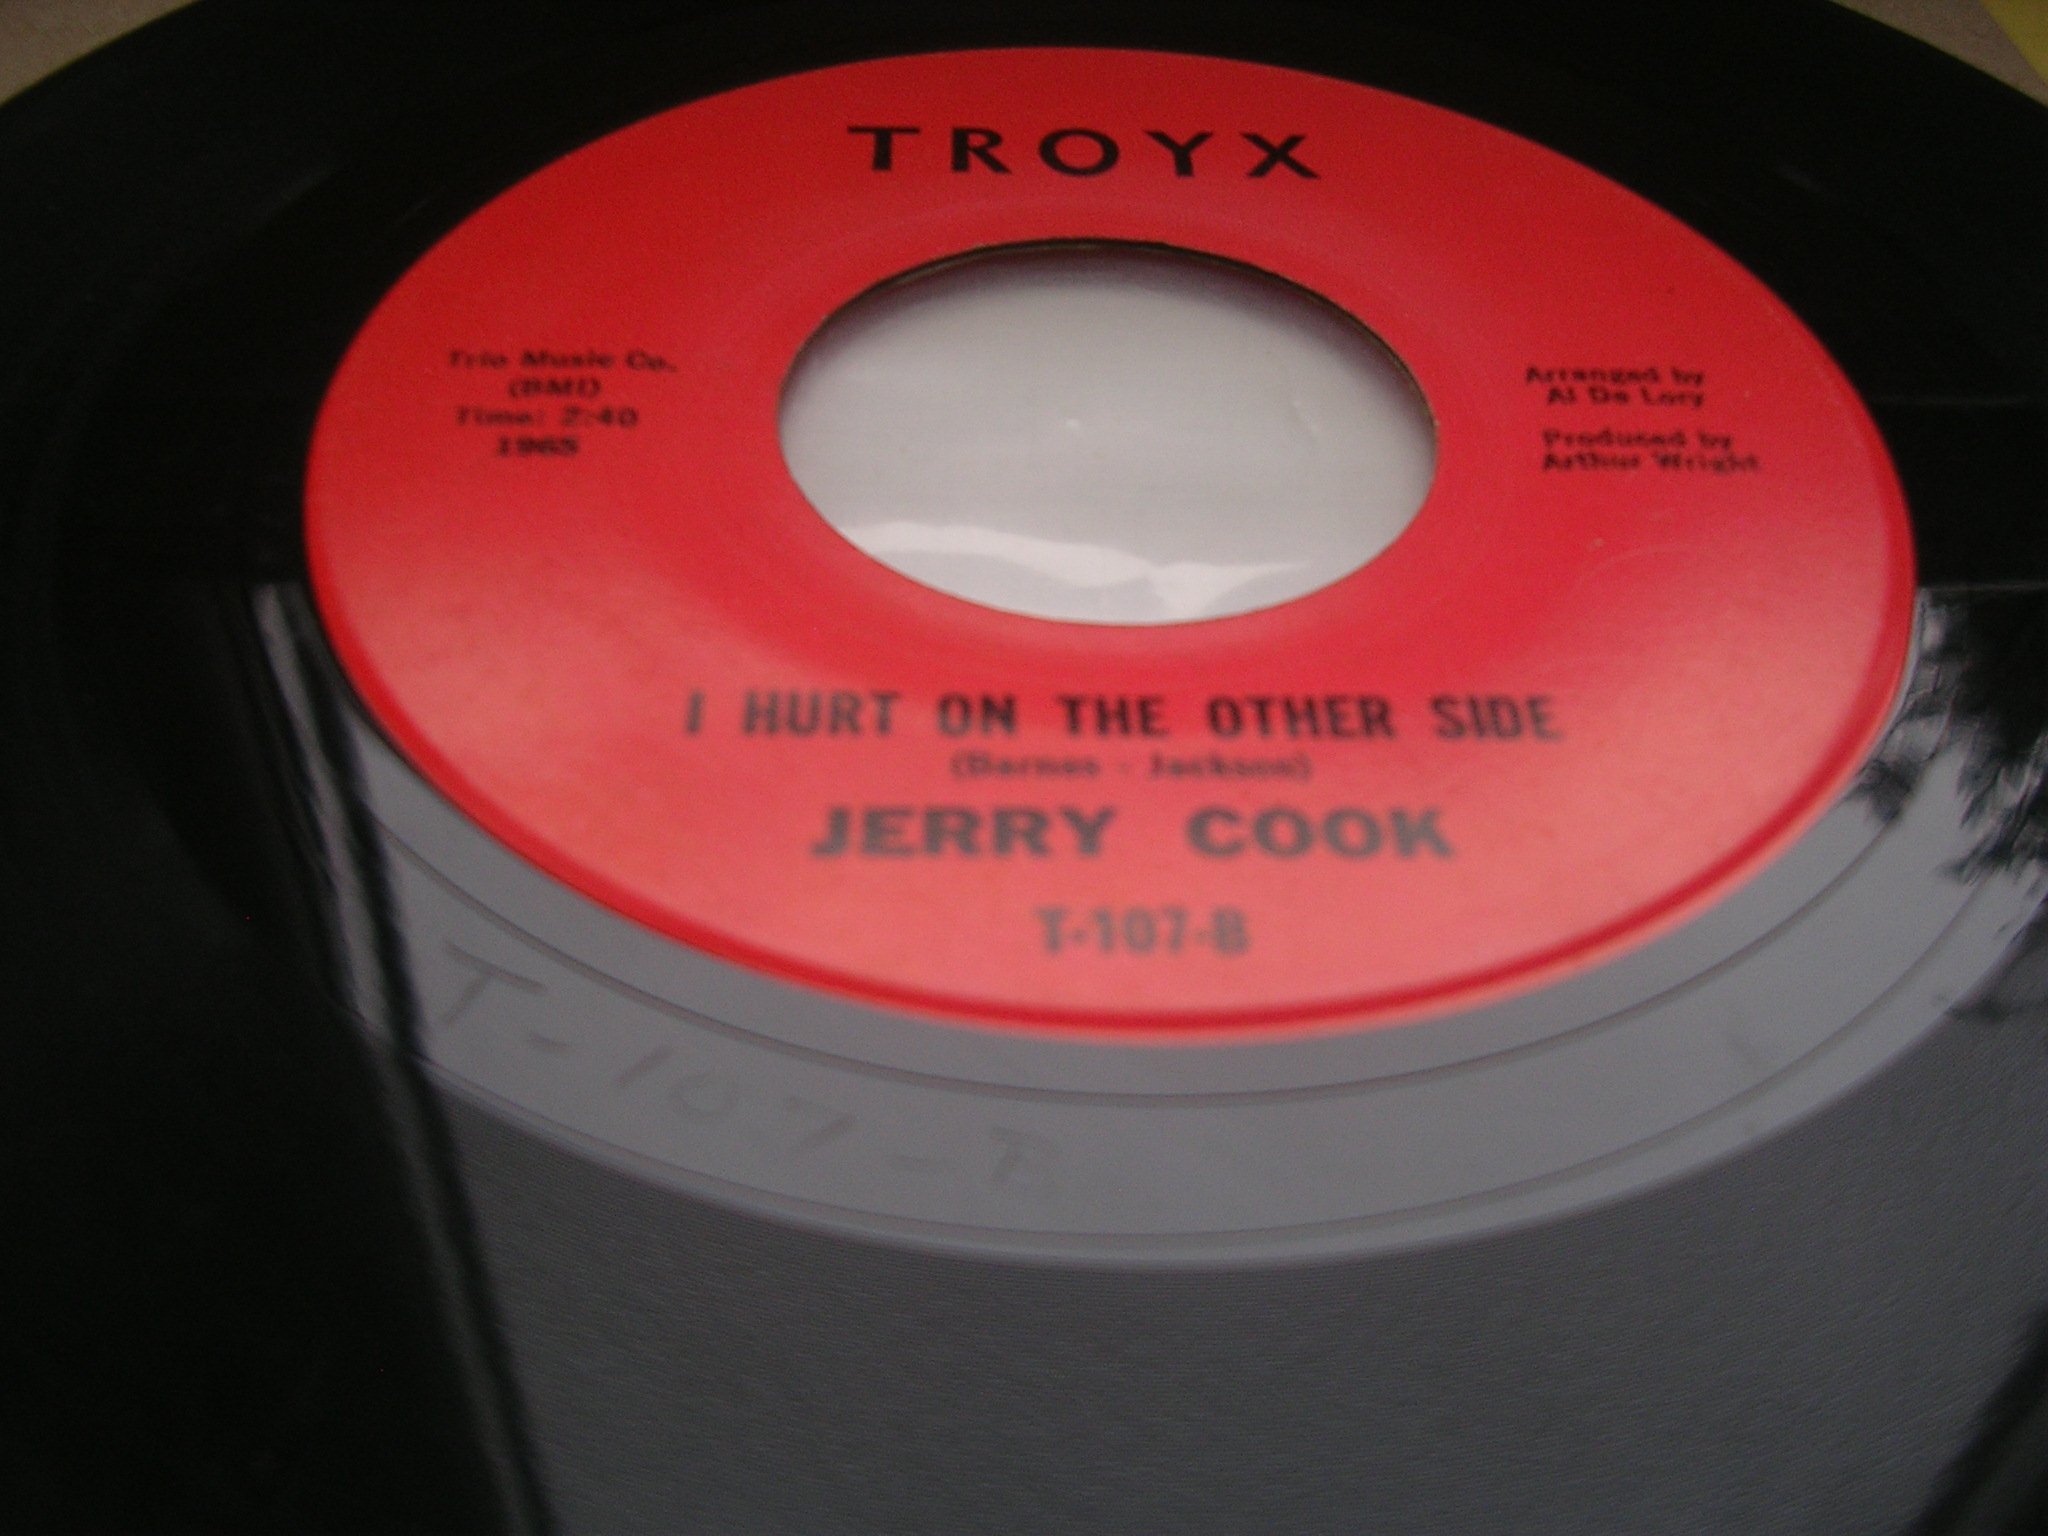 TROYX
Trio Music Co.
(BMI)
Time: 2:40
1965
Arranged by
Al De Lory
Produced by
Arthur Wright
I HURT ON THE OTHER SIDE
(Barnes - Jackson)
JERRY COOK
T-107-B
T-107-B